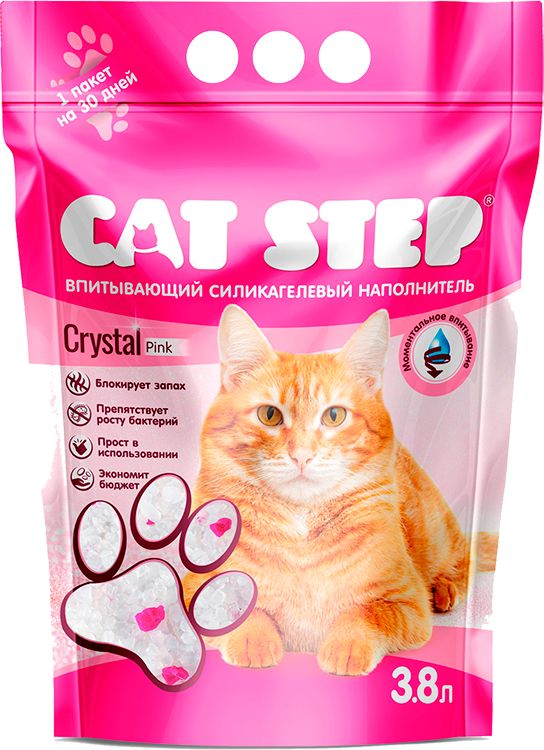 1 пакет
на 30 дней
CAT STEP®
ВПИТЫВАЮЩИЙ СИЛИКАГЕЛЕВЫЙ НАПОЛНИТЕЛЬ
Crystal Pink
Моментальное впитывание
Блокирует запах
Препятствует
росту бактерий
Прост в
использовании
Экономит
бюджет
3.8л